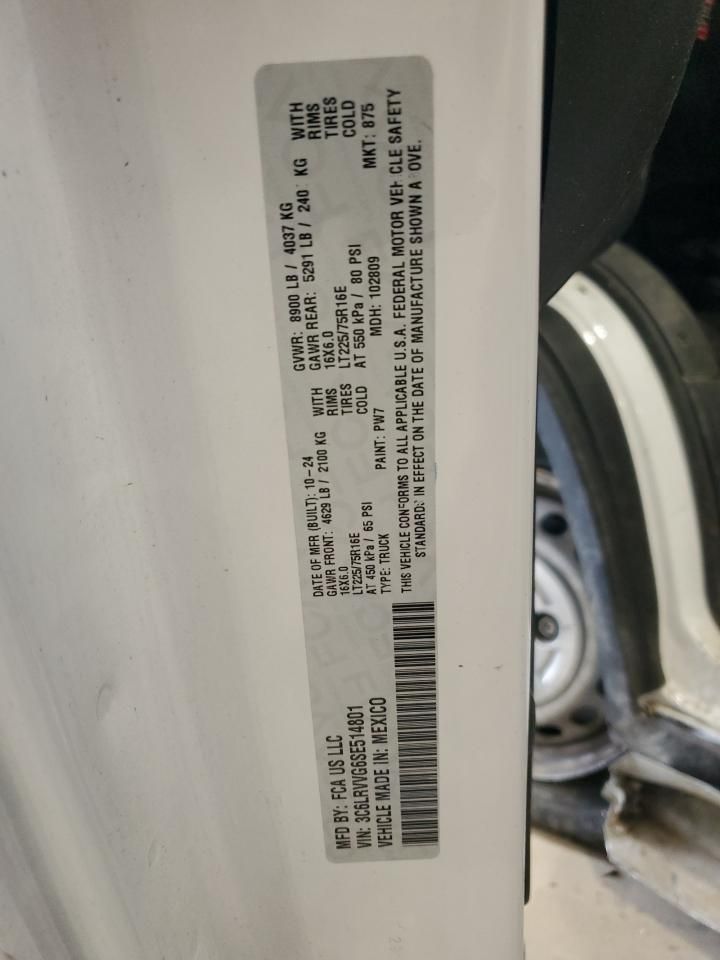 MFD BY: FCA US LLC
VIN: 3C6LRVVG6SE514801
VEHICLE MADE IN: MEXICO
DATE OF MFR (BUILT): 10-24 GVWR: 8900 LB / 4037 KG
GAWR FRONT: 4629 LB / 2100 KG WITH GAWR REAR: 5291 LB / 240 KG WITH
16X6.0 RIMS 16X6.0 RIMS
LT225/75R16E TIRES LT225/75R16E TIRES
AT 450 kPa / 65 PSI COLD AT 550 kPa / 80 PSI COLD
TYPE: TRUCK PAINT: PW7 MDH: 102809 MKT: 875
THIS VEHICLE CONFORMS TO ALL APPLICABLE U.S.A. FEDERAL MOTOR VEHICLE SAFETY
STANDARDS IN EFFECT ON THE DATE OF MANUFACTURE SHOWN ABOVE.